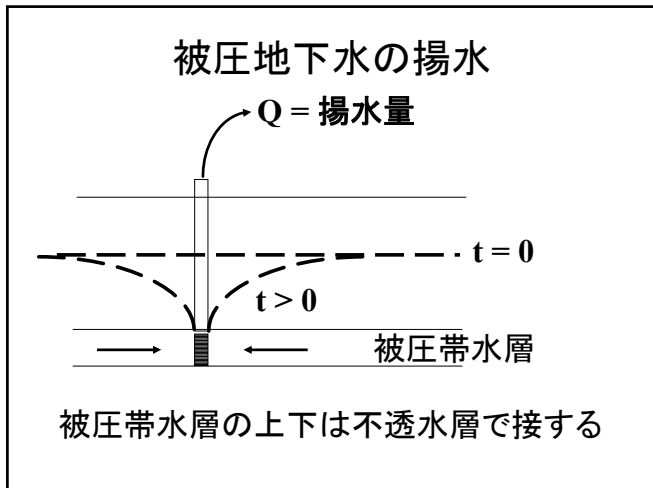 被圧地下水の揚水
Q = 揚水量
t = 0
t > 0
被圧帯水層
被圧帯水層の上下は不透水層で接する